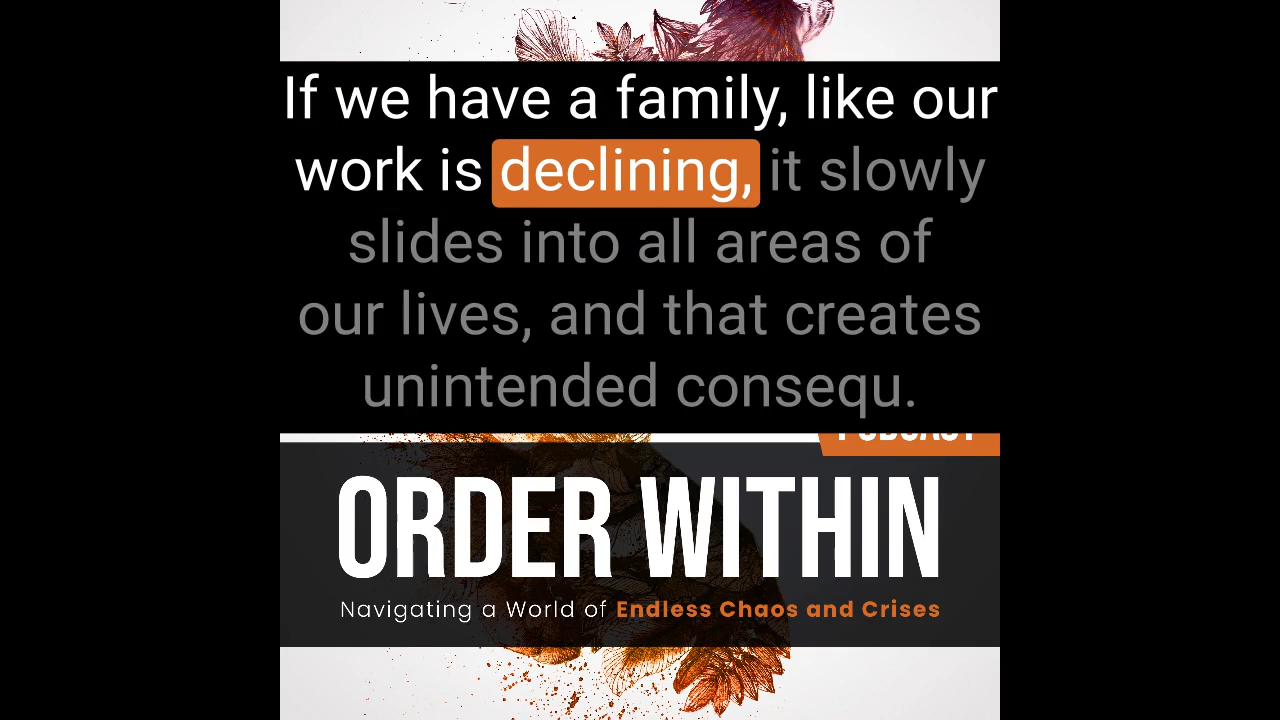 If we have a family, like our
work is declining, it slowly
slides into all areas of
our lives, and that creates
unintended consequ.
PODCAST
ORDER WITHIN
Navigating a World of Endless Chaos and Crises